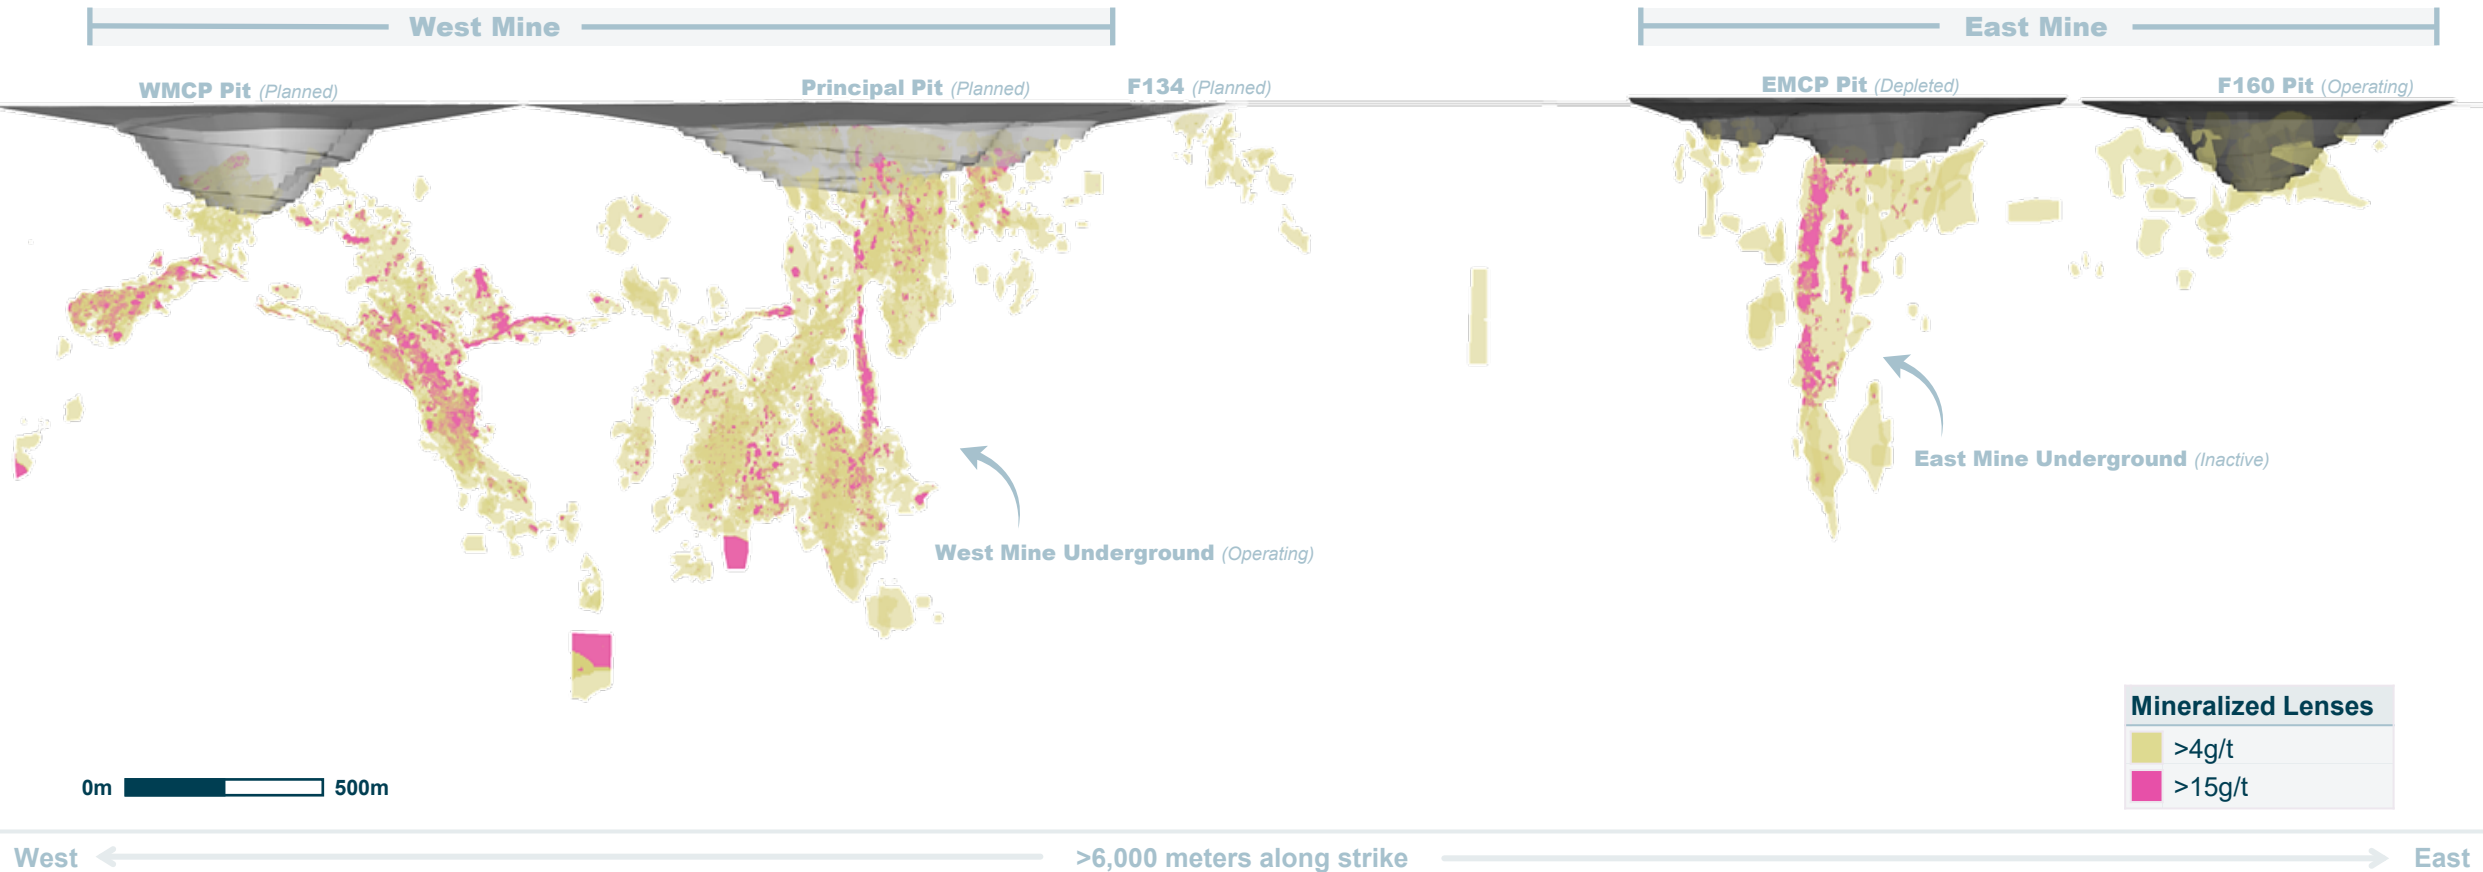 West Mine
East Mine
WMCP Pit (Planned)
Principal Pit (Planned)
F134 (Planned)
EMCP Pit (Depleted)
F160 Pit (Operating)
East Mine Underground (Inactive)
West Mine Underground (Operating)
Mineralized Lenses
>4g/t
>15g/t
0m 500m
West >6,000 meters along strike East